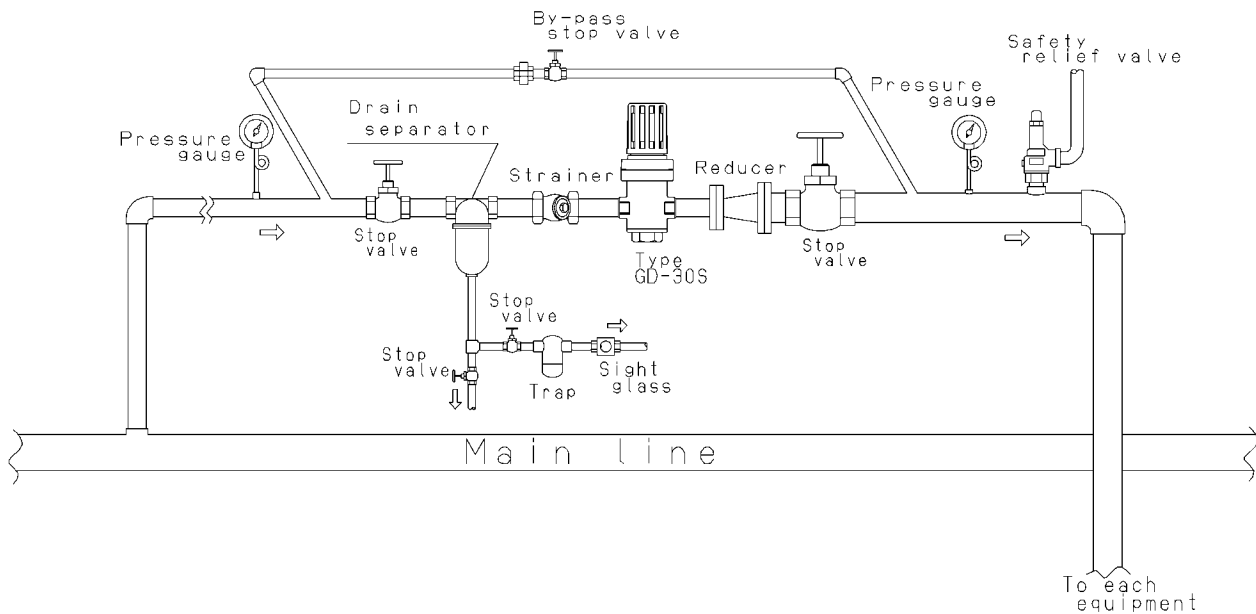 By-pass
stop valve
Safety
relief valve
Pressure
gauge
Drain
separator
Pressure
gauge
Strainer
Reducer
Stop
valve
Type
GD-30S
Stop
valve
Stop
valve
Stop
valve
Trap
Sight
glass
Main line
To each
equipment